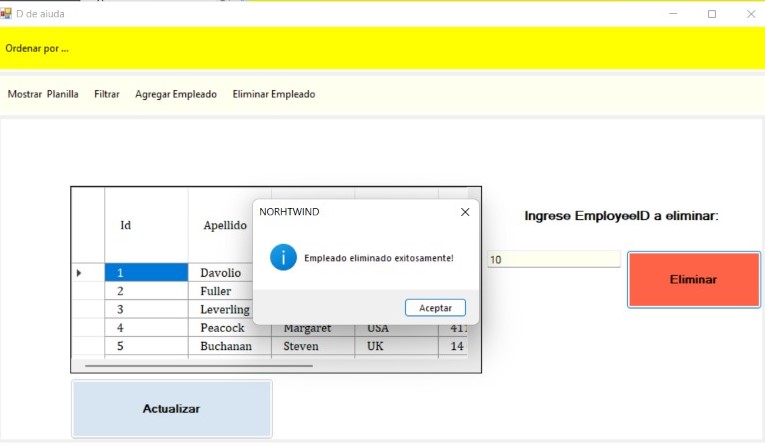 D de aiuda
Ordenar por ...
Mostrar Planilla Filtrar Agregar Empleado Eliminar Empleado
Id Apellido
1 Davolio
2 Fuller
3 Leverling
4 Peacock Margaret USA 411
5 Buchanan Steven UK 14
NORHTWIND
Empleado eliminado exitosamente!
Aceptar
Ingrese EmployeeID a eliminar:
10
Eliminar
Actualizar